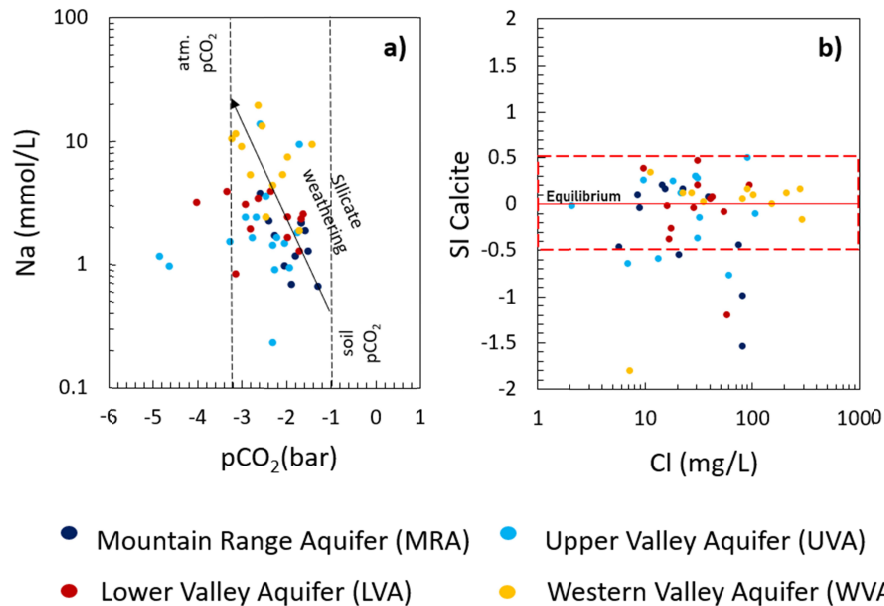 a)
100
10
1
0.1
Na (mmol/L)
atm.
pCO2
SIlicate
weathering
soil
pCO2
-6 -5 -4 -3 -2 -1 0 1
pCO2(bar)
b)
2
1.5
1
0.5
0
-0.5
-1
-1.5
-2
SI Calcite
Equilibrium
1 10 100 1000
Cl (mg/L)
Mountain Range Aquifer (MRA)
Upper Valley Aquifer (UVA)
Lower Valley Aquifer (LVA)
Western Valley Aquifer (WVA